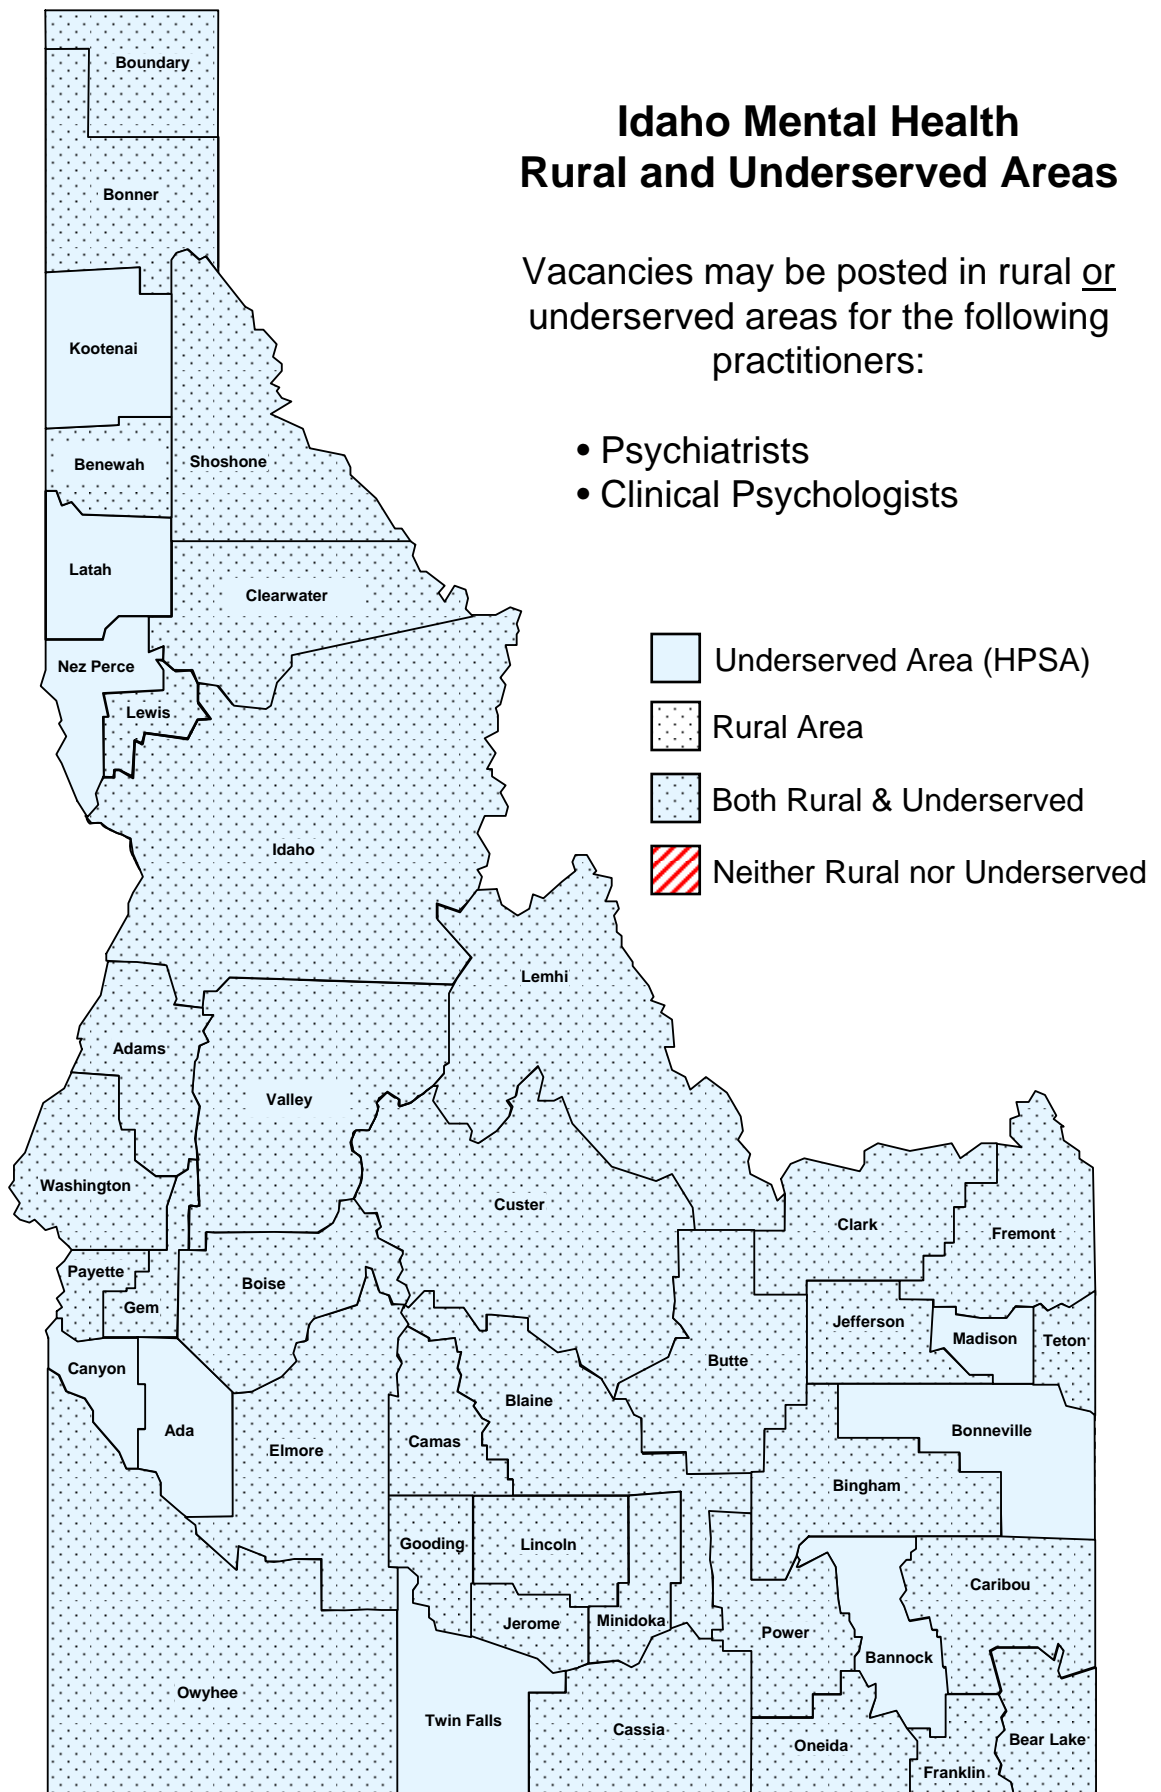 Boundary
Idaho Mental Health
Rural and Underserved Areas
Bonner
Vacancies may be posted in rural or
underserved areas for the following
practitioners:
Kootenai
• Psychiatrists
• Clinical Psychologists
Benewah
Shoshone
Latah
Clearwater
Nez Perce
Underserved Area (HPSA)
Lewis
Rural Area
Both Rural & Underserved
Idaho
Neither Rural nor Underserved
Lemhi
Adams
Valley
Washington
Custer
Clark
Fremont
Payette
Boise
Gem
Jefferson
Madison
Teton
Canyon
Butte
Blaine
Ada
Camas
Elmore
Bonneville
Bingham
Gooding
Lincoln
Caribou
Jerome
Minidoka
Power
Bannock
Owyhee
Twin Falls
Cassia
Oneida
Bear Lake
Franklin